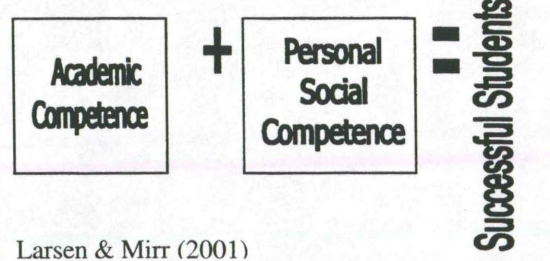 Academic
Competence
+
Personal
Social
Competence
=
Successful Students
Larsen & Mirr (2001)